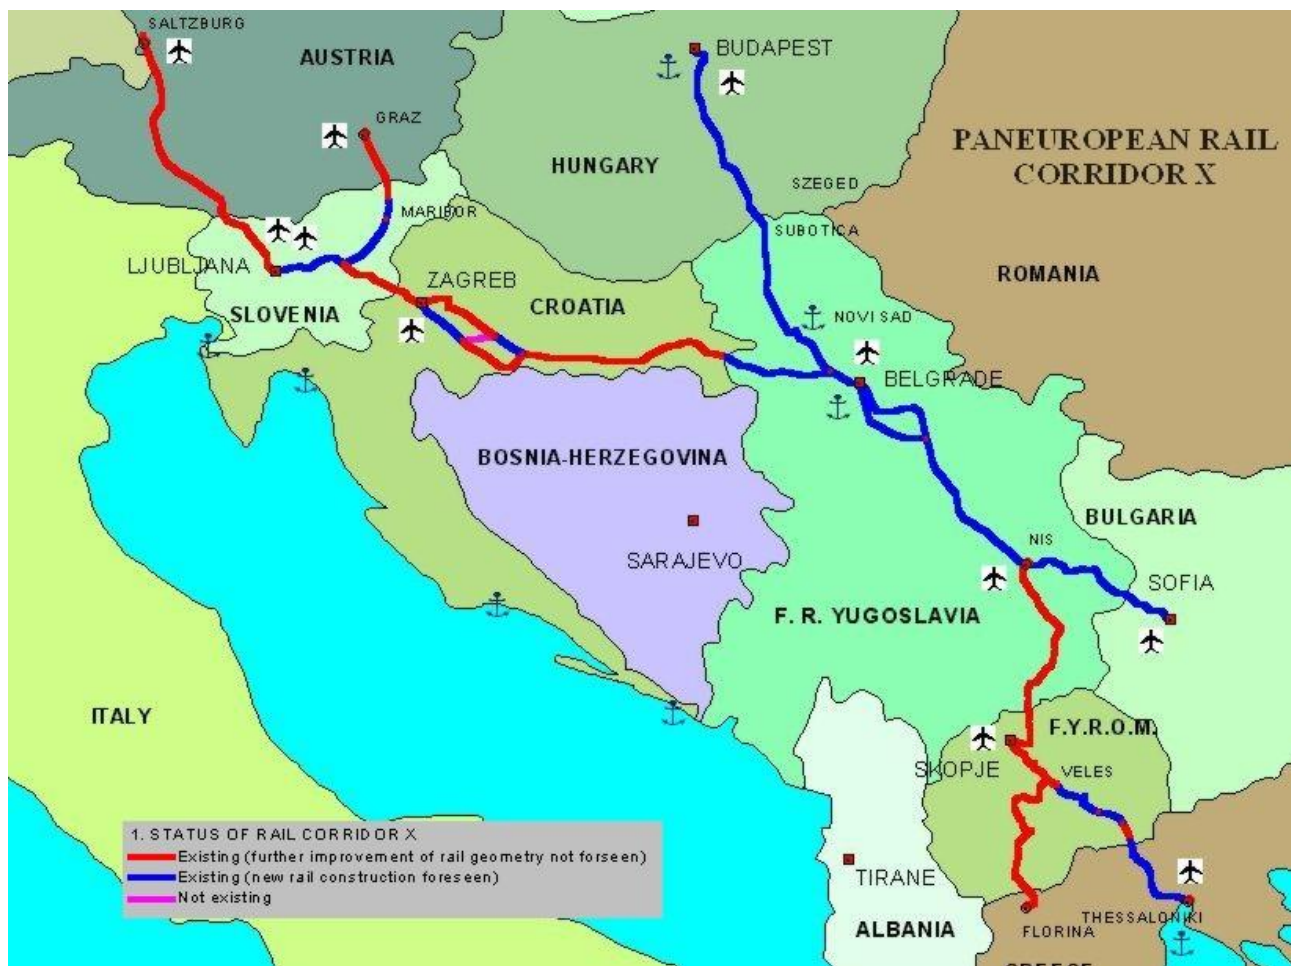 SALTZBURG
AUSTRIA
BUDAPEST
GRAZ
PANEUROPEAN RAIL
CORRIDOR X
HUNGARY
SZEGED
MARIBOR
SUBOTICA
LJUBLJANA
ZAGREB
ROMANIA
SLOVENIA
CROATIA
NOVI SAD
BELGRADE
BOSNIA-HERZEGOVINA
BULGARIA
NIS
SARAJEVO
SOFIA
F. R. YUGOSLAVIA
ITALY
F.Y.R.O.M.
SKOPJE
VELES
1. STATUS OF RAIL CORRIDOR X
Existing (further improvement of rail geometry not forseen)
Existing (new rail construction foreseen)
Not existing
TIRANE
THESSALONIKI
ALBANIA
FLORINA
GREECE